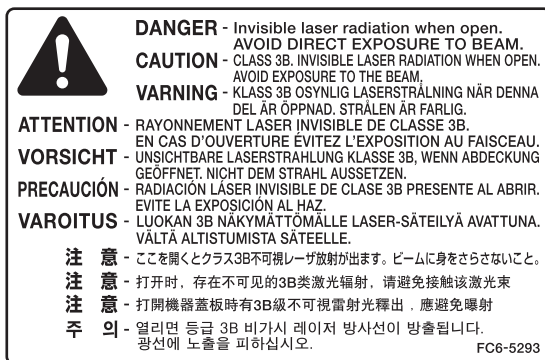 DANGER - Invisible laser radiation when open.
AVOID DIRECT EXPOSURE TO BEAM.
CAUTION - CLASS 3B. INVISIBLE LASER RADIATION WHEN OPEN.
AVOID EXPOSURE TO THE BEAM.
VARNING - KLASS 3B OSYNLIG LASERSTRÅLNING NÄR DENNA
DEL ÄR ÖPPNAD. STRÅLEN ÄR FARLIG.
ATTENTION - RAYONNEMENT LASER INVISIBLE DE CLASSE 3B.
EN CAS D'OUVERTURE ÉVITEZ L'EXPOSITION AU FAISCEAU.
VORSICHT - UNSICHTBARE LASERSTRAHLUNG KLASSE 3B, WENN ABDECKUNG
GEÖFFNET. NICHT DEM STRAHL AUSSETZEN.
PRECAUCIÓN - RADIACIÓN LÁSER INVISIBLE DE CLASE 3B PRESENTE AL ABRIR.
EVITE LA EXPOSICIÓN AL HAZ.
VAROITUS - LUOKAN 3B NÄKYMÄTTÖMÄLLE LASER-SÄTEILYÄ AVATTUNA.
VÄLTÄ ALTISTUMISTA SÄTEELLE.
注 意 - ここを開くとクラス3B不可視レーザ放射が出ます。ビームに身をさらさないこと。
注 意 - 打开时，存在不可见的3B类激光辐射，请避免接触该激光束
注 意 - 打開機器蓋板時有3B級不可視雷射光釋出．應避免曝射
주 의 - 열리면 등급 3B 비가시 레이저 방사선이 방출됩니다.
광선에 노출을 피하십시오.
FC6-5293